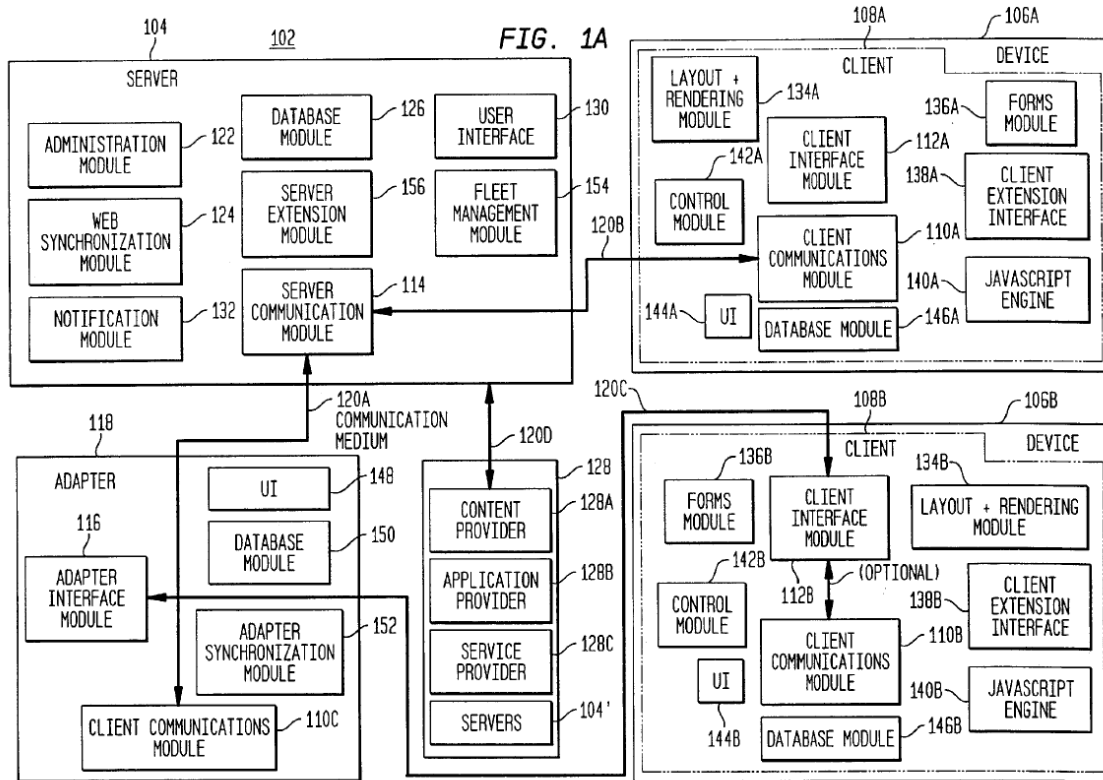 FIG. 1A
104
102
SERVER
ADMINISTRATION
MODULE
122
WEB
SYNCHRONIZATION
MODULE
124
NOTIFICATION
MODULE
132
DATABASE
MODULE
126
SERVER
EXTENSION
MODULE
156
SERVER
COMMUNICATION
MODULE
114
USER
INTERFACE
130
FLEET
MANAGEMENT
MODULE
154
120B
108A
106A
CLIENT
DEVICE
LAYOUT +
RENDERING
MODULE
134A
136A
FORMS
MODULE
CLIENT
INTERFACE
MODULE
112A
142A
CONTROL
MODULE
138A
CLIENT
EXTENSION
INTERFACE
CLIENT
COMMUNICATIONS
MODULE
110A
140A
JAVASCRIPT
ENGINE
144A
UI
DATABASE MODULE
146A
120A
COMMUNICATION
MEDIUM
120D
120C
118
ADAPTER
UI
148
116
DATABASE
MODULE
150
ADAPTER
INTERFACE
MODULE
ADAPTER
SYNCHRONIZATION
MODULE
152
CLIENT COMMUNICATIONS
MODULE
110C
128
CONTENT
PROVIDER
128A
APPLICATION
PROVIDER
128B
SERVICE
PROVIDER
128C
SERVERS
104'
108B
106B
CLIENT
DEVICE
136B
FORMS
MODULE
CLIENT
INTERFACE
MODULE
134B
LAYOUT + RENDERING
MODULE
142B
CONTROL
MODULE
112B
(OPTIONAL)
138B
CLIENT
EXTENSION
INTERFACE
CLIENT
COMMUNICATIONS
MODULE
110B
UI
144B
140B
JAVASCRIPT
ENGINE
DATABASE MODULE
146B